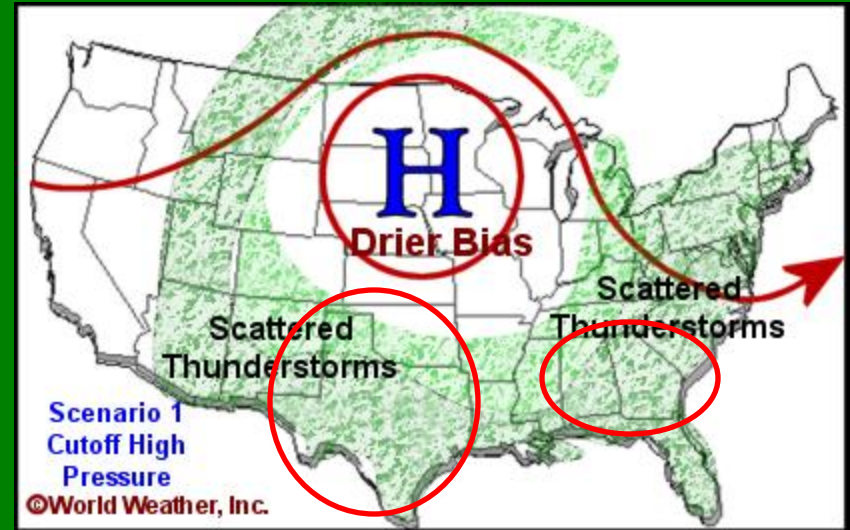 H
Drier Bias
Scattered
Thunderstorms
Scattered
Thunderstorms
Scenario 1
Cutoff High
Pressure
©World Weather, Inc.